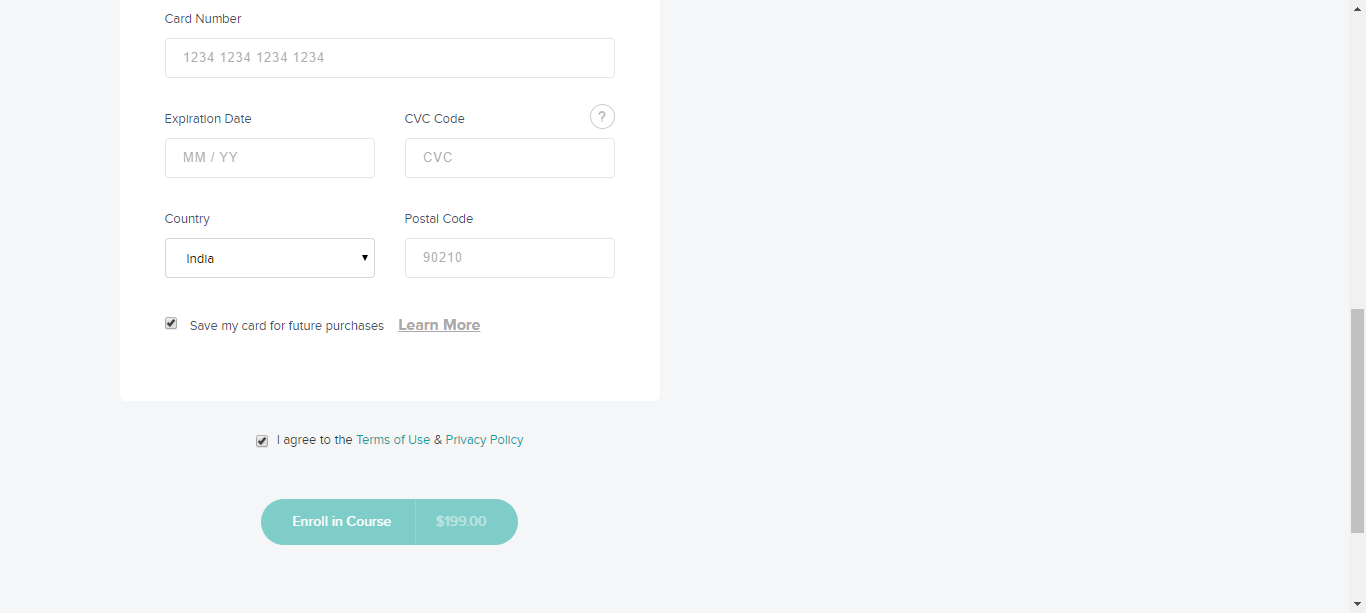 Card Number
1234 1234 1234 1234
Expiration Date
CVC Code
?
MM / YY
CVC
Country
Postal Code
India
90210
Save my card for future purchases Learn More
I agree to the Terms of Use & Privacy Policy
Enroll in Course $199.00